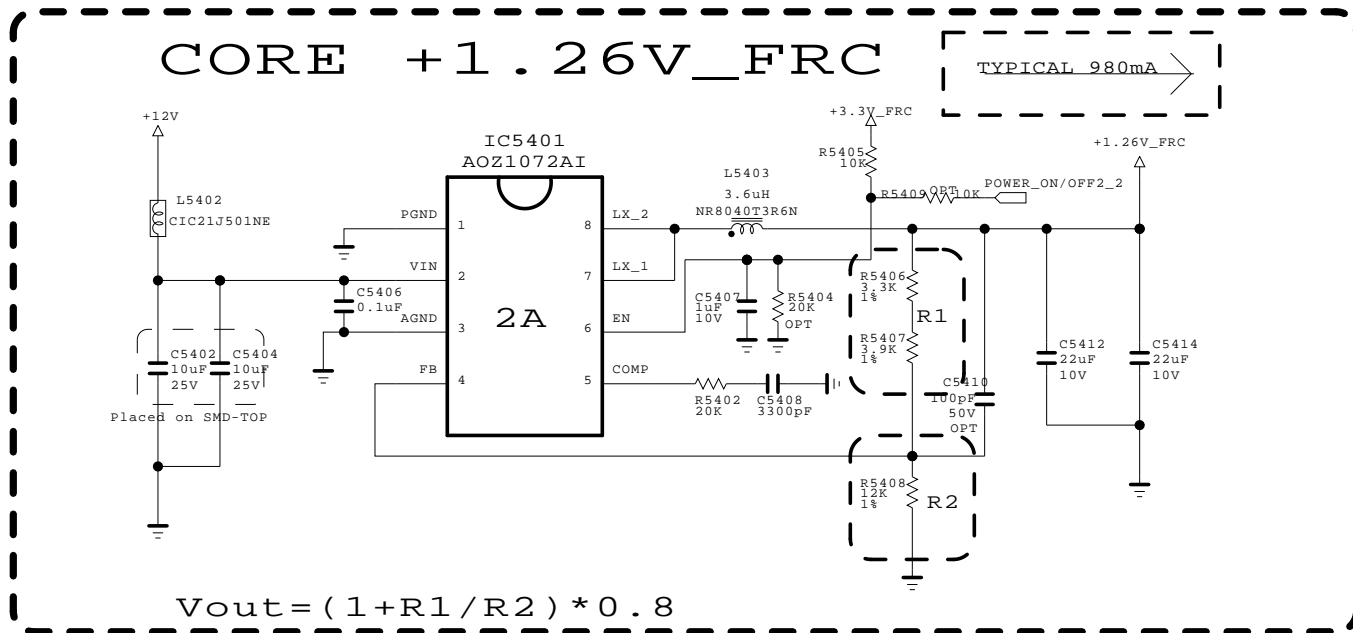 CORE +1.26V_FRC
TYPICAL 980mA
+12V
+3.3V_FRC
+1.26V_FRC
IC5401
AOZ1072AI
R5405
10K
L5403
3.6uH
NR8040T3R6N
R5409
OPT
10K
POWER_ON/OFF2_2
L5402
CIC21J501NE
PGND
1
8
LX_2
VIN
2
7
LX_1
C5406
0.1uF
AGND
3
6
EN
2A
FB
4
5
COMP
C5407
1uF
10V
R5404
20K
OPT
R5406
3.3K
1%
R1
R5407
3.9K
1%
C5402
10uF
25V
C5404
10uF
25V
Placed on SMD-TOP
R5402
20K
C5408
3300pF
C5410
100pF
50V
OPT
C5412
22uF
10V
C5414
22uF
10V
R5408
12K
1%
R2
Vout=(1+R1/R2)*0.8